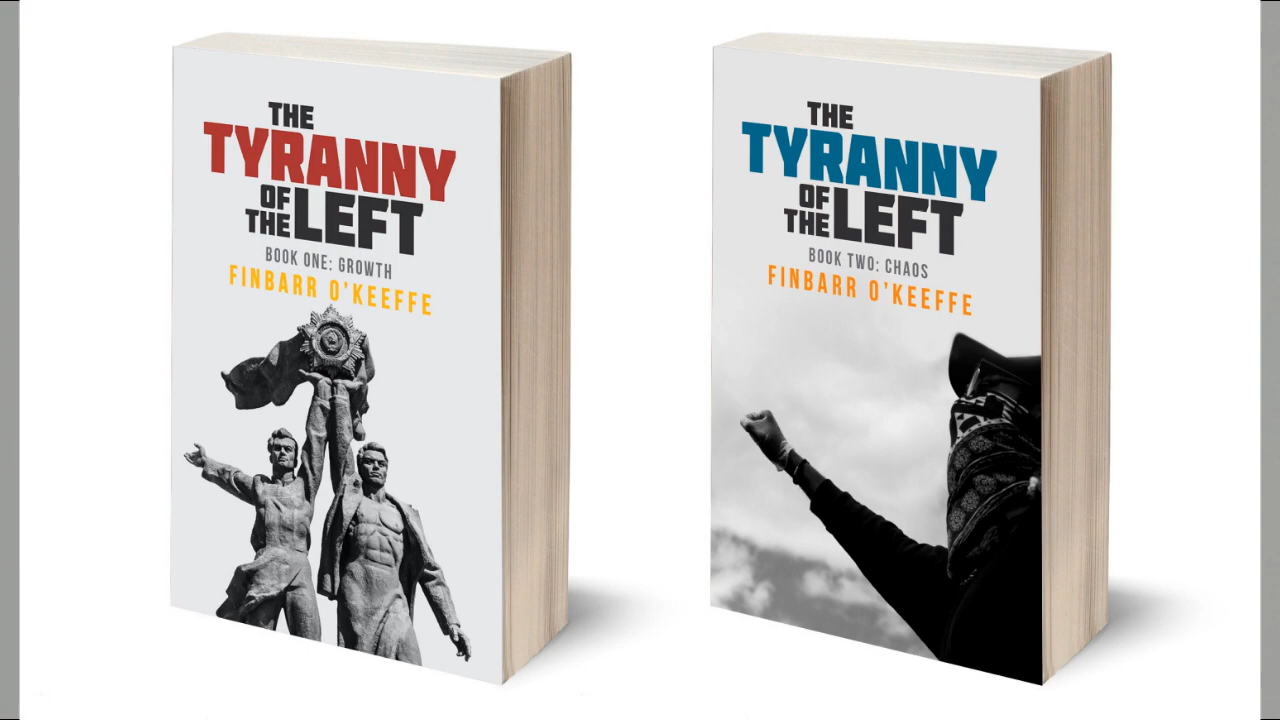 THE
TYRANNY
OF
THE LEFT
BOOK ONE: GROWTH
FINBARR O'KEEFFE
THE
TYRANNY
OF
THE LEFT
BOOK TWO: CHAOS
FINBARR O'KEEFFE